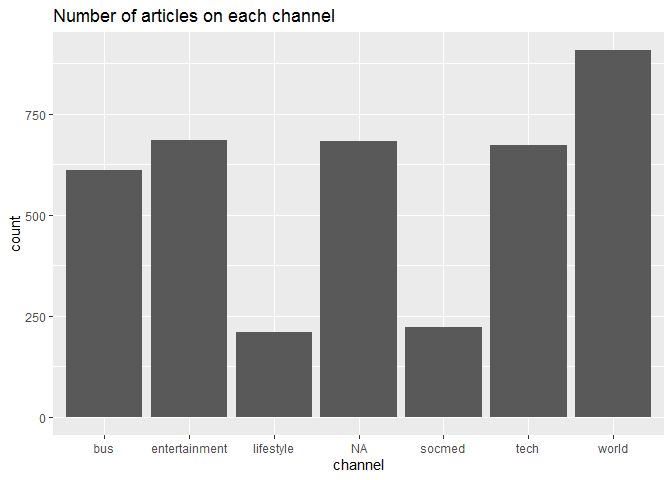 Number of articles on each channel
750
500
250
0
count
bus entertainment lifestyle NA socmed tech world
channel